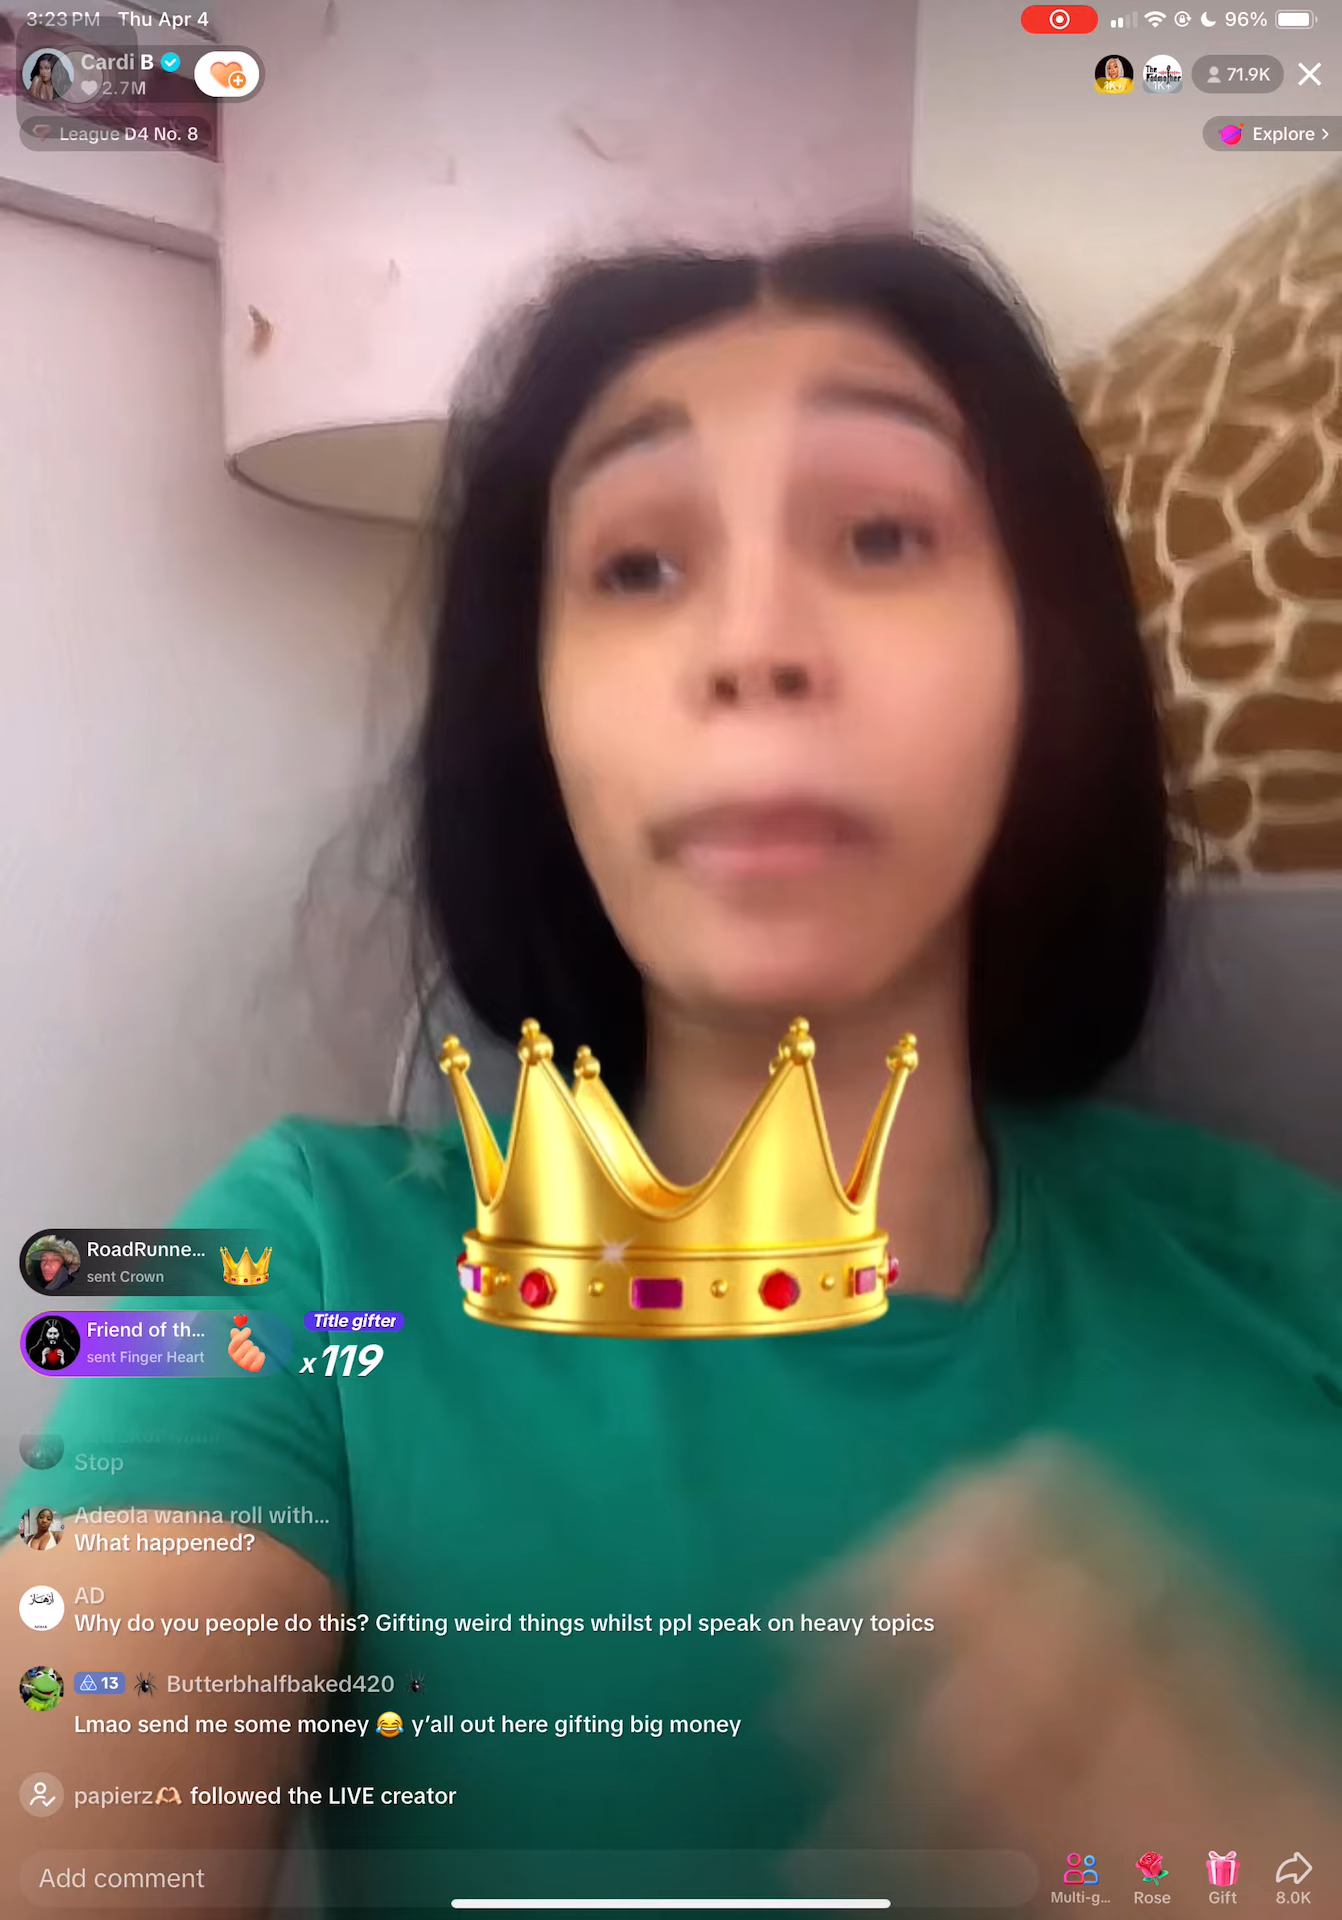 3:23 PM Thu Apr 4
96%
Cardi B
2.7M
71.9K
League D4 No. 8
Explore >
The
1K+
RoadRunne...
sent Crown
Friend of th...
sent Finger Heart
Title gifter
x119
Stop
Adeola wanna roll with...
What happened?
AD
Why do you people do this? Gifting weird things whilst ppl speak on heavy topics
13 🕷️ Butterbhalfbaked420 🕷️
Lmao send me some money 😂 y'all out here gifting big money
papierz🫶🏻 followed the LIVE creator
Add comment
Multi-g...
Rose
Gift
8.0K